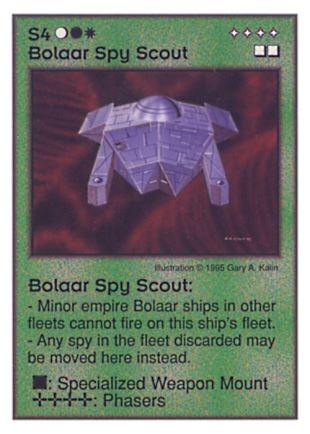 S4
Bolaar Spy Scout
Illustration © 1995 Gary A. Kalin
Bolaar Spy Scout:
- Minor empire Bolaar ships in other
fleets cannot fire on this ship's fleet.
- Any spy in the fleet discarded may
be moved here instead.
: Specialized Weapon Mount
: Phasers